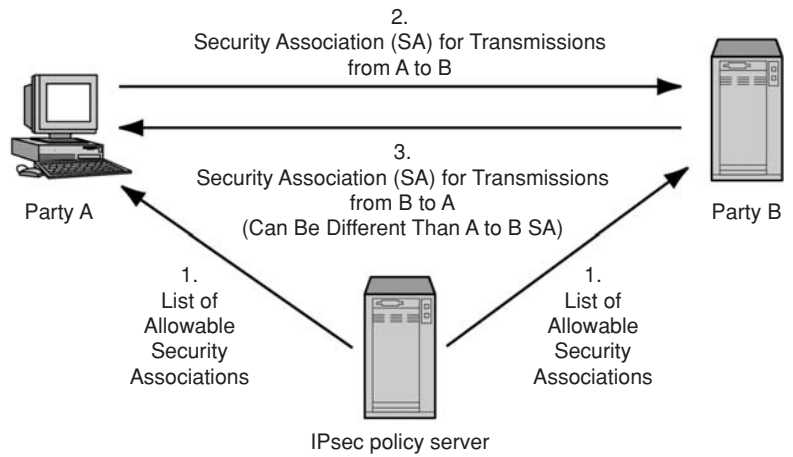 2.
Security Association (SA) for Transmissions
from A to B
3.
Security Association (SA) for Transmissions
from B to A
(Can Be Different Than A to B SA)
Party A
Party B
1.
List of
Allowable
Security
Associations
1.
List of
Allowable
Security
Associations
IPsec policy server